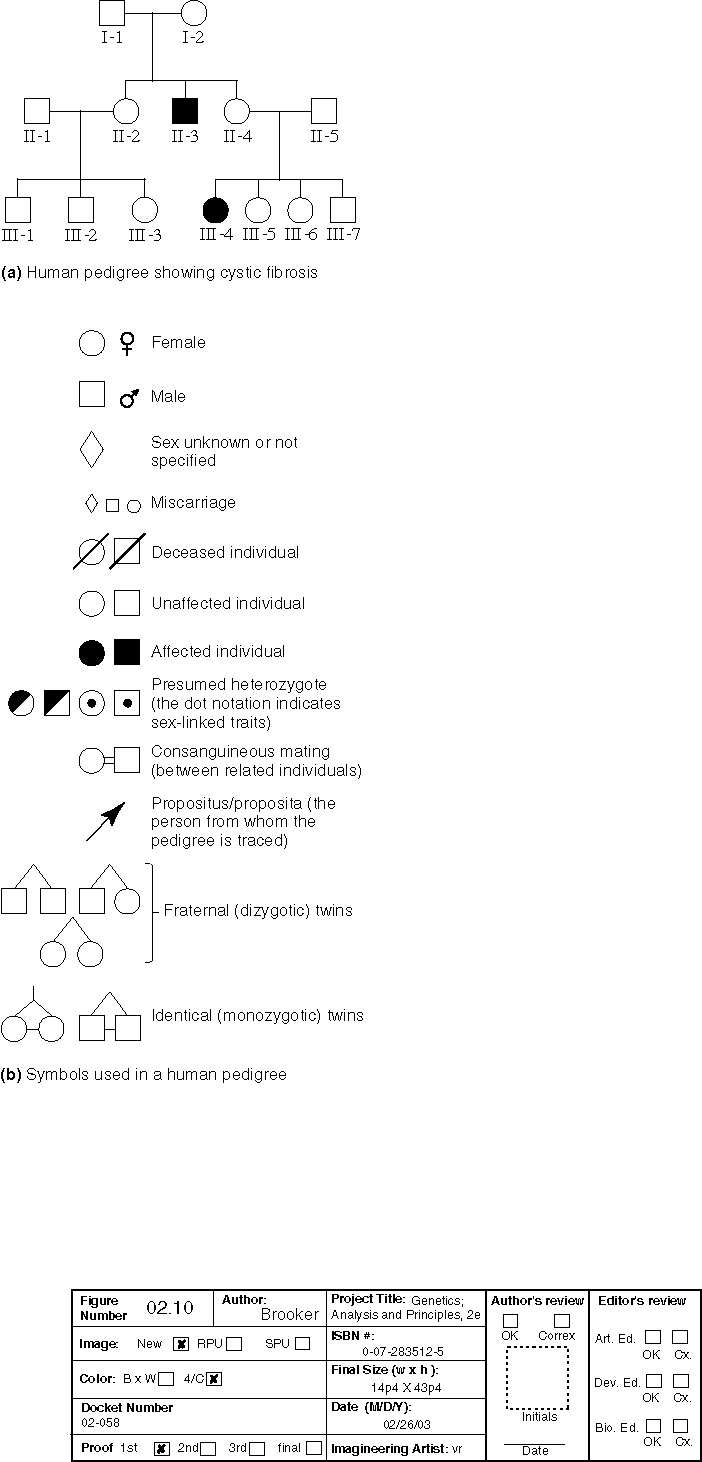 I-1 I-2
II-1 II-2 II-3 II-4 II-5
III-1 III-2 III-3 III-4 III-5 III-6 III-7
(a) Human pedigree showing cystic fibrosis
♀ Female
♂ Male
Sex unknown or not
specified
Miscarriage
Deceased individual
Unaffected individual
Affected individual
Presumed heterozygote
(the dot notation indicates
sex-linked traits)
Consanguineous mating
(between related individuals)
Propositus/proposita (the
person from whom the
pedigree is traced)
Fraternal (dizygotic) twins
Identical (monozygotic) twins
(b) Symbols used in a human pedigree
Figure
Number 02.10
Author:
Brooker
Project Title: Genetics;
Analysis and Principles, 2e
Image: New RPU SPU
ISBN #:
0-07-283512-5
Color: B x W 4/C
Final Size (w x h):
14p4 X 43p4
Docket Number
02-058
Date (M/D/Y):
02/26/03
Proof 1st 2nd 3rd final
Imagineering Artist: vr
Author's review
OK Correx
Initials
Date
Editor's review
Art. Ed.
OK Cx.
Dev. Ed.
OK Cx.
Bio. Ed.
OK Cx.